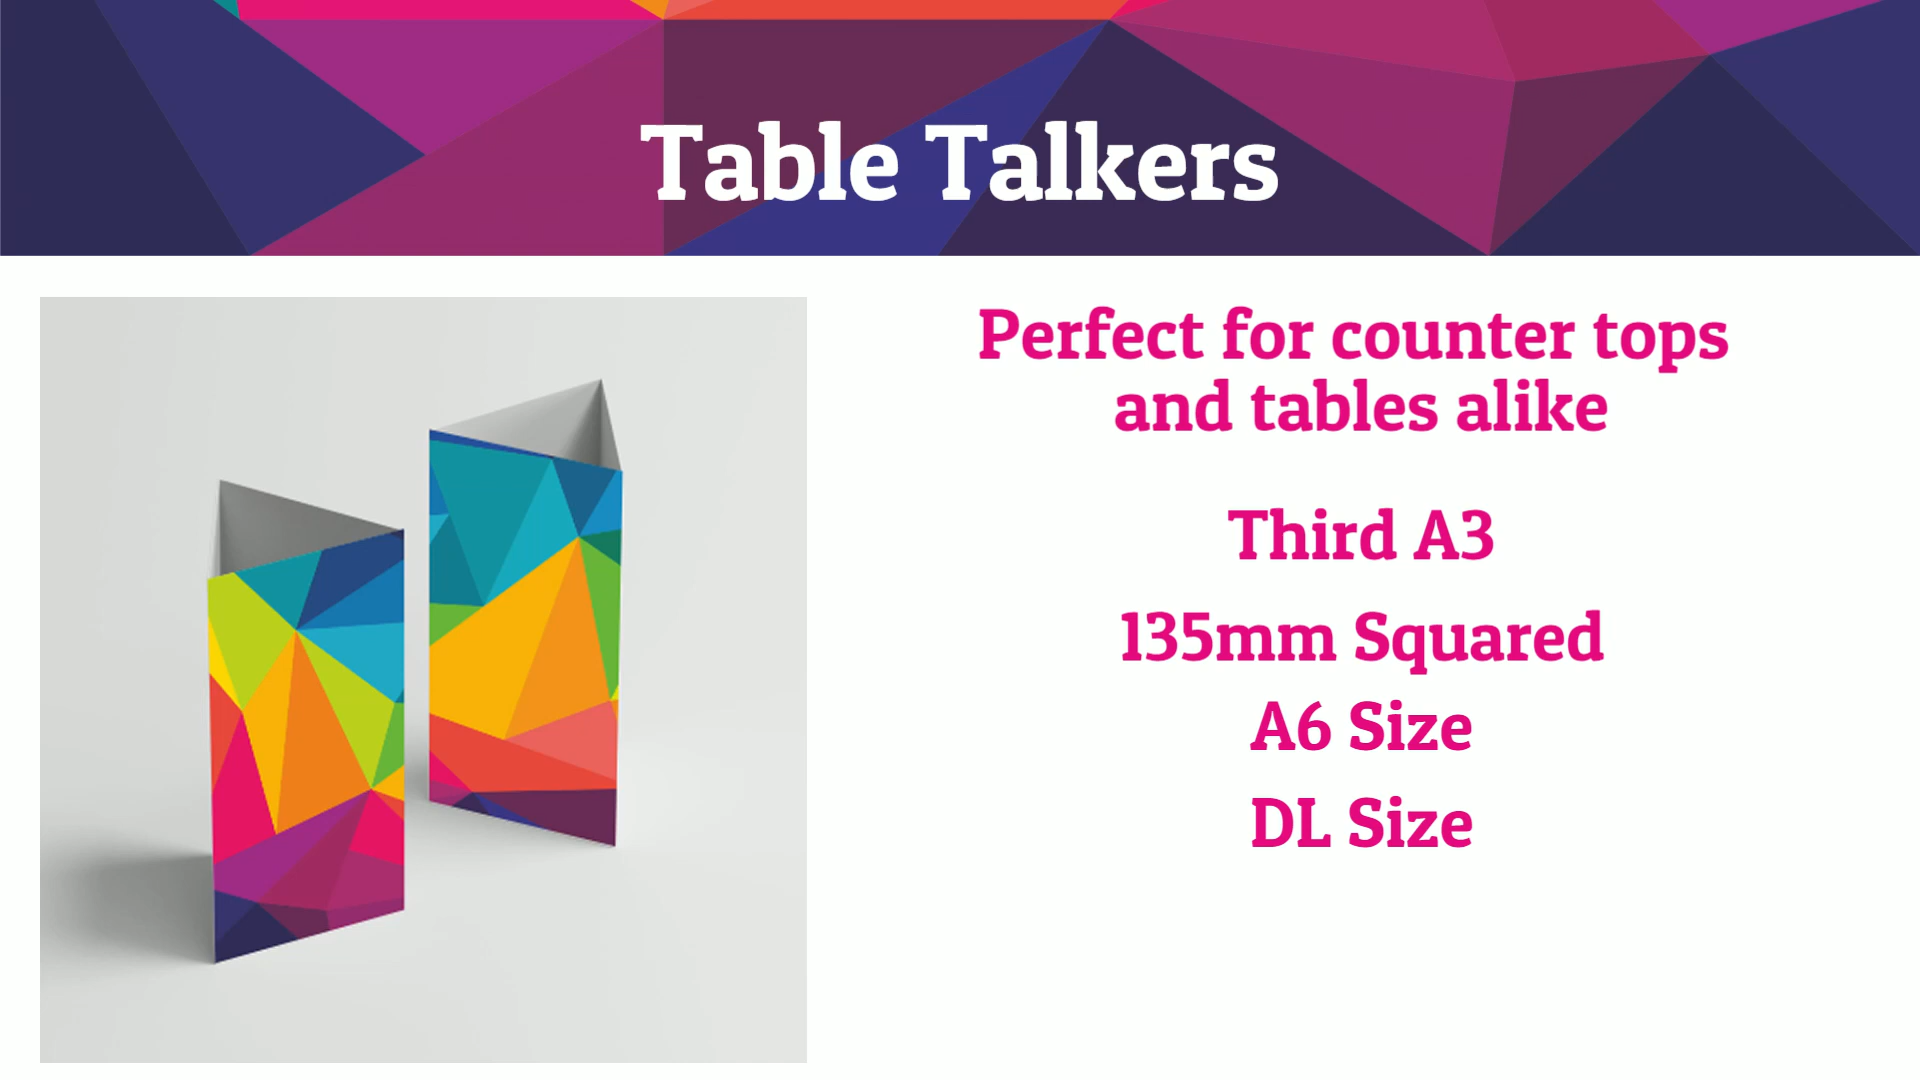 Table Talkers
Perfect for counter tops
and tables alike
Third A3
135mm Squared
A6 Size
DL Size